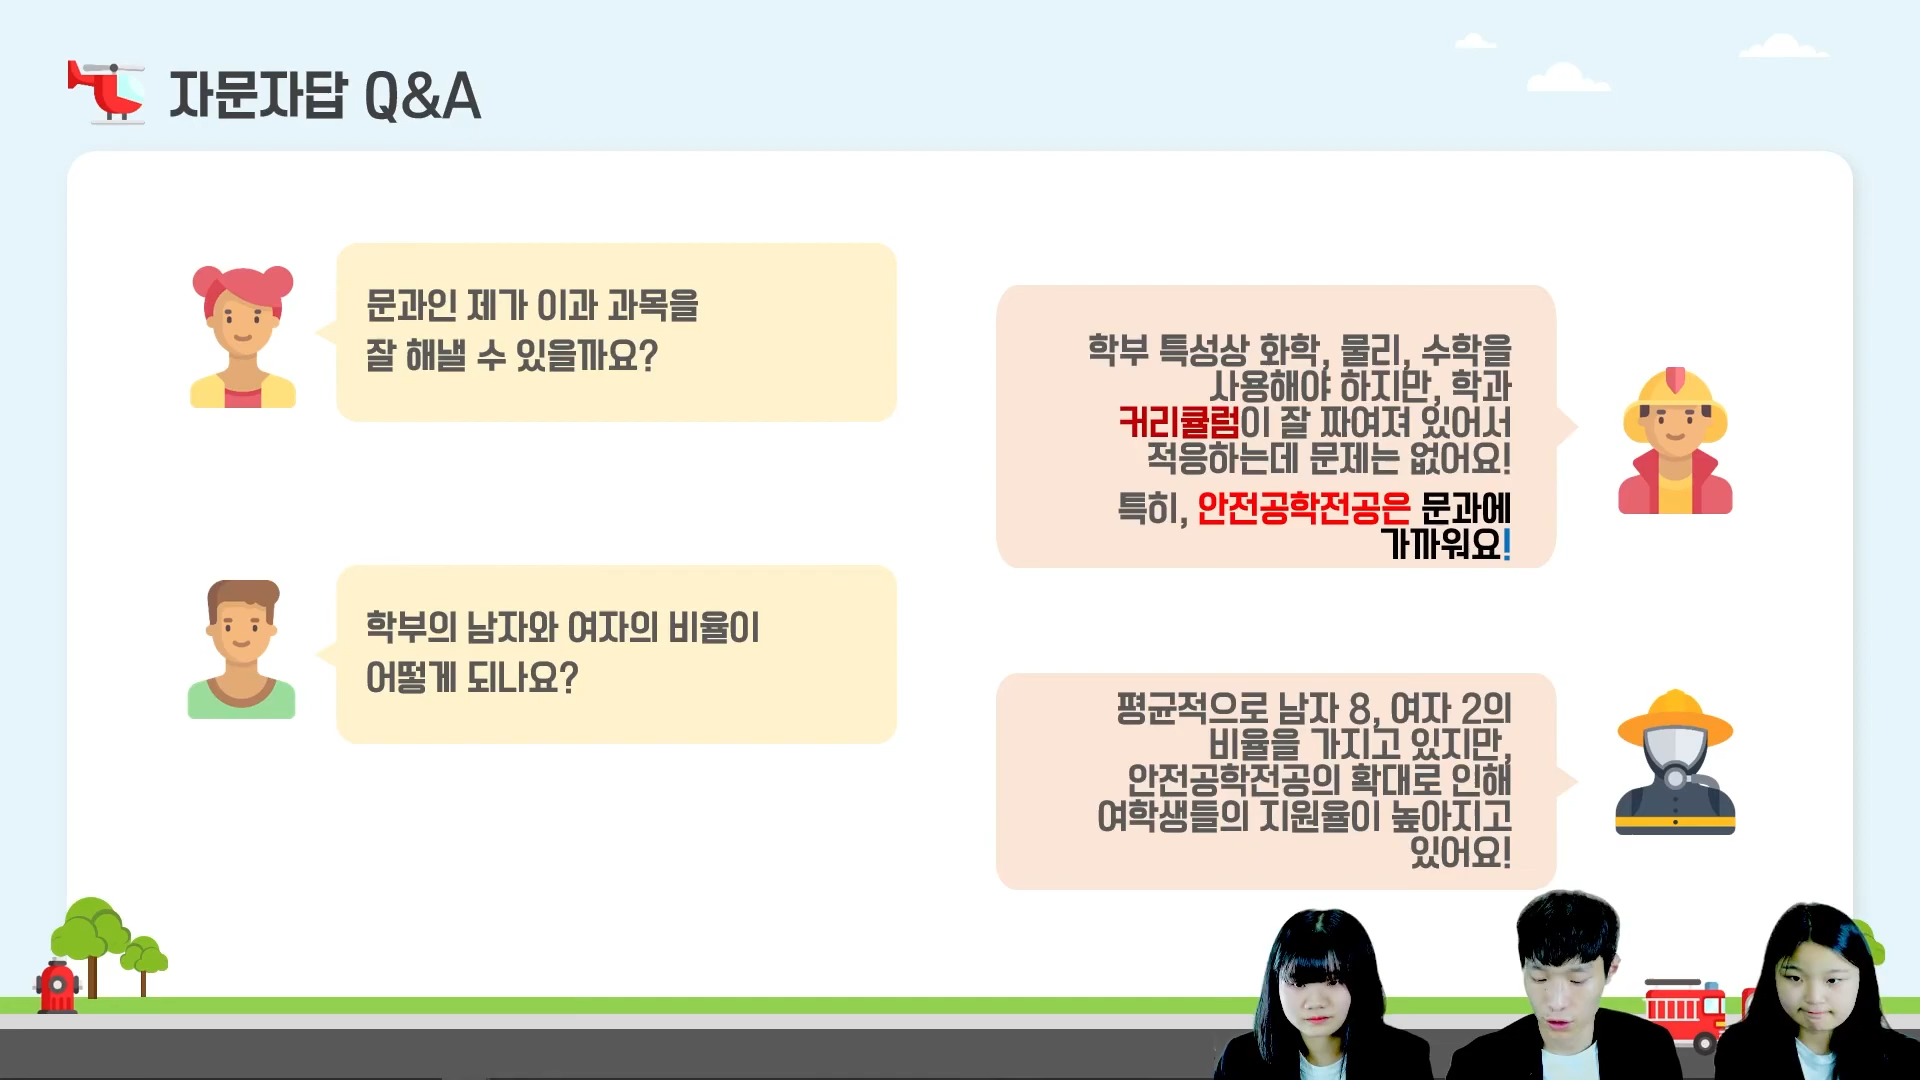 자문자답 Q&A
문과인 제가 이과 과목을
잘 해낼 수 있을까요?
학부 특성상 화학, 물리, 수학을
사용해야 하지만, 학과
커리큘럼이 잘 짜여져 있어서
적응하는데 문제는 없어요!
특히, 안전공학전공은 문과에
가까워요!
학부의 남자와 여자의 비율이
어떻게 되나요?
평균적으로 남자 8, 여자 2의
비율을 가지고 있지만,
안전공학전공의 확대로 인해
여학생들의 지원율이 높아지고
있어요!